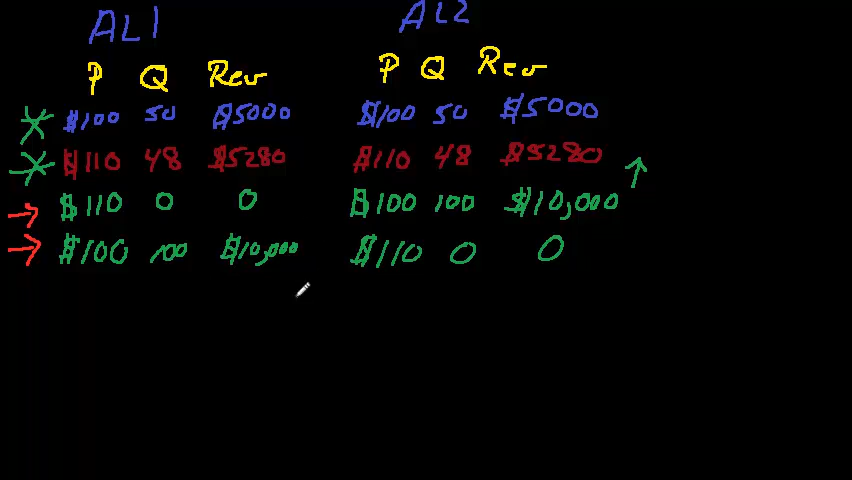 AL1 AL2
P Q Rev P Q Rev
$100 50 $5000 $100 50 $5000
$110 48 $5280 $110 48 $5280
$110 0 0 $100 100 $10,000
$100 100 $10,000 $110 0 0